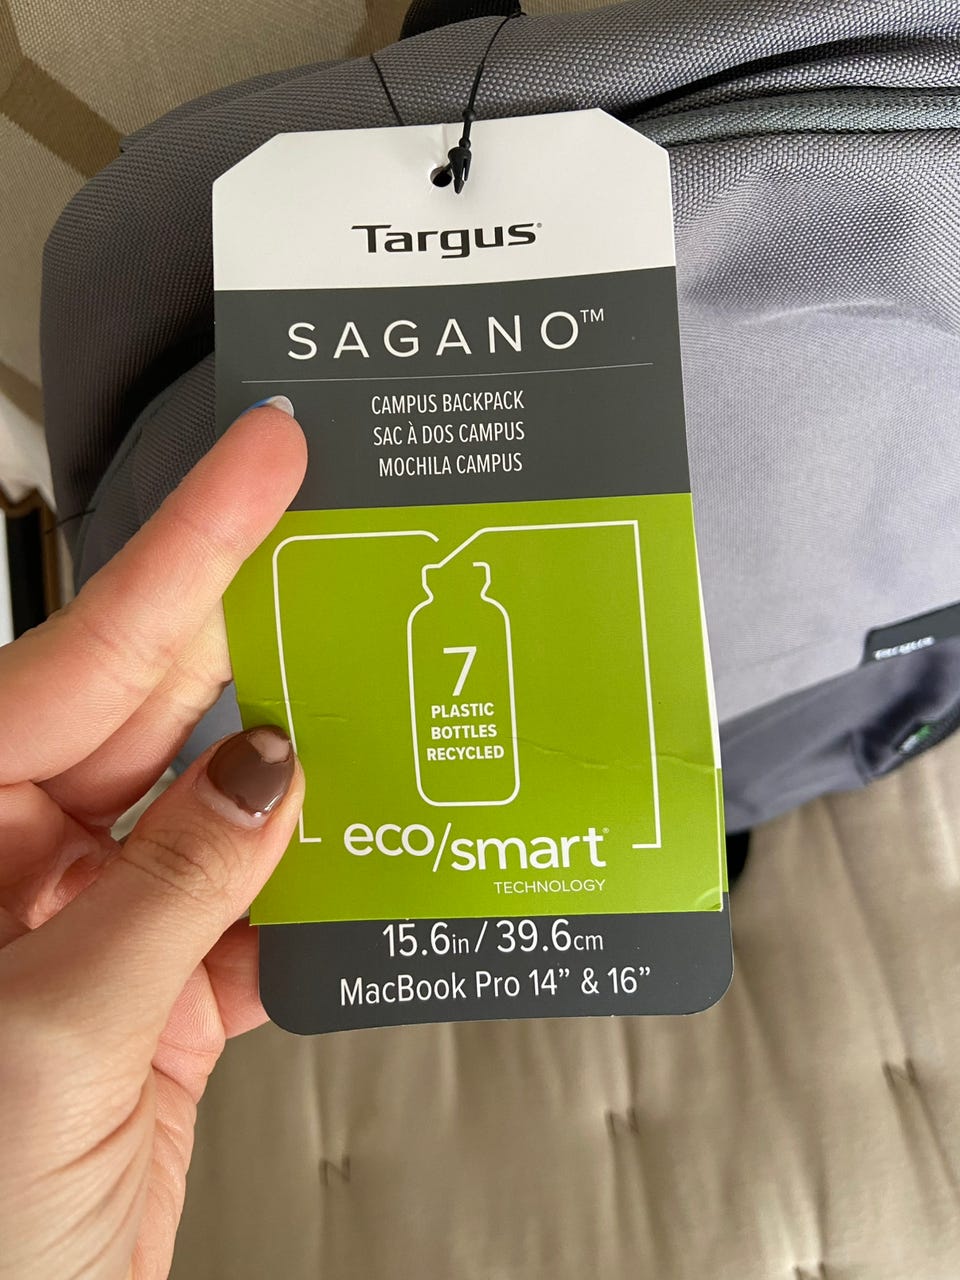 Targus®
SAGANO™
CAMPUS BACKPACK
SAC À DOS CAMPUS
MOCHILA CAMPUS
7
PLASTIC
BOTTLES
RECYCLED
eco/smart®
TECHNOLOGY
15.6in / 39.6cm
MacBook Pro 14” & 16”